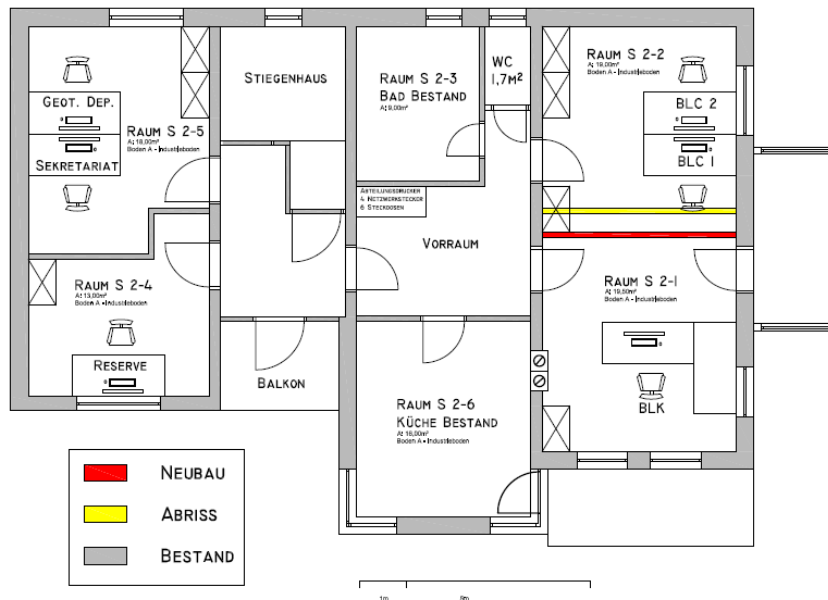 STIEGENHAUS
RAUM S 2-3
BAD BESTAND
A: 9,00m²
WC
1,7M²
RAUM S 2-2
A: 19,00m²
Boden A - Industrieboden
BLC 2
BLC 1
GEOT. DEP.
RAUM S 2-5
A: 18,00m²
Boden A - Industrieboden
SEKRETARIAT
ABTEILUNGSDRUCKER
4 NETZWERKSTECKER
6 STECKDOSEN
VORRAUM
RAUM S 2-4
A: 13,00m²
Boden A - Industrieboden
RESERVE
BALKON
RAUM S 2-1
A: 19,50m²
Boden A - Industrieboden
BLK
RAUM S 2-6
KÜCHE BESTAND
A: 16,00m²
Boden A - Industrieboden
NEUBAU
ABRISS
BESTAND
1m